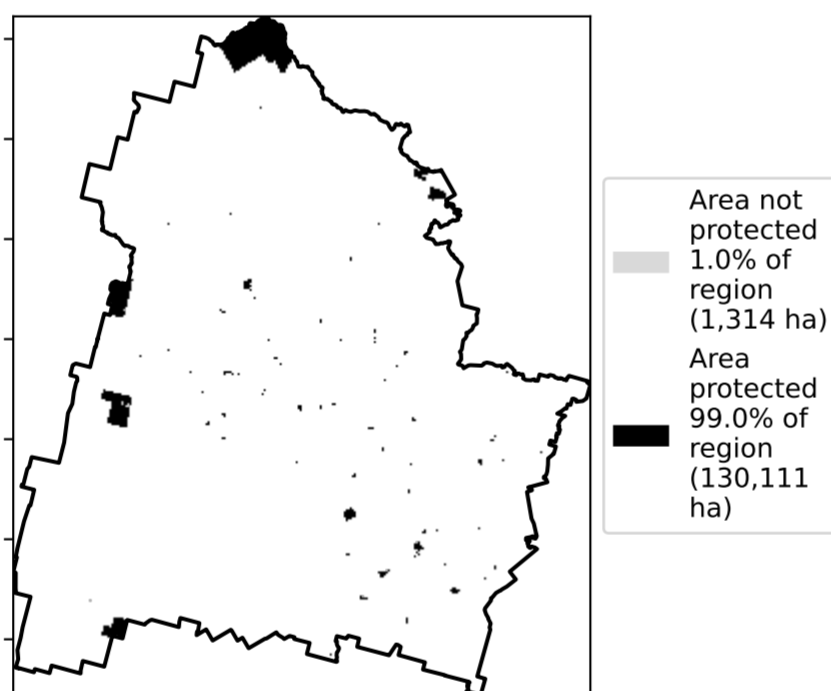 Area not
protected
1.0% of
region
(1,314 ha)
Area
protected
99.0% of
region
(130,111
ha)